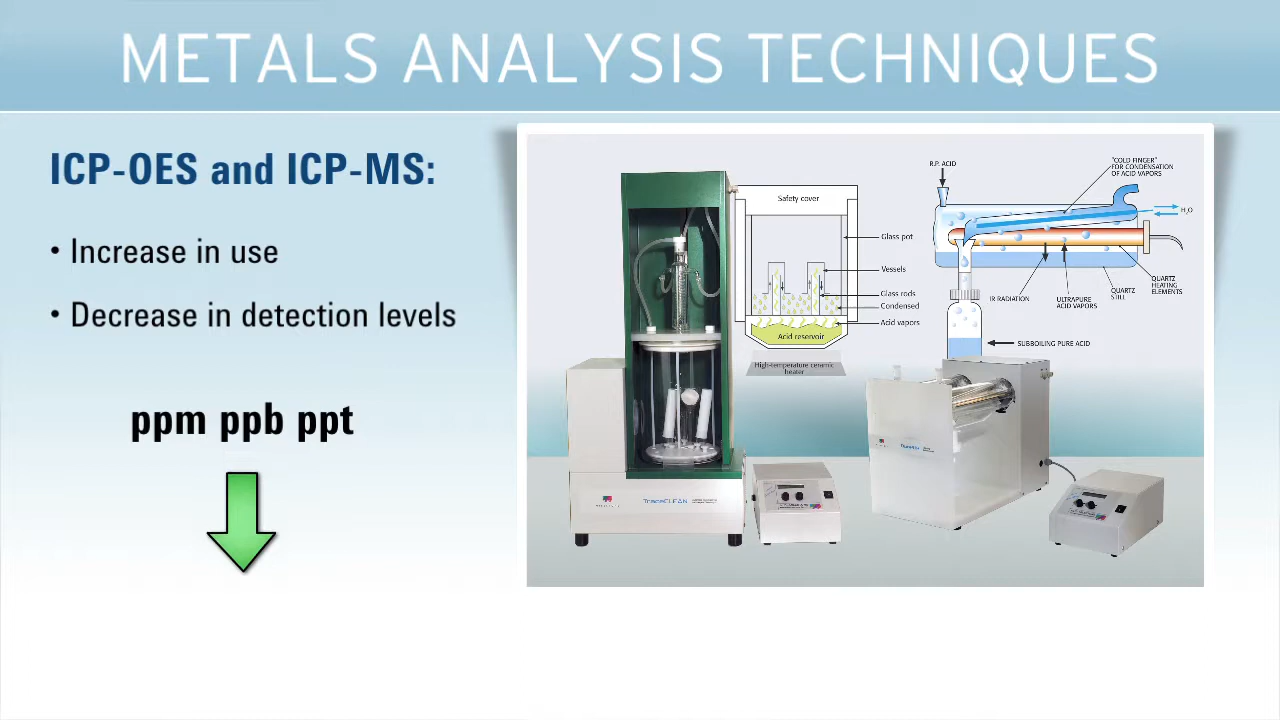 METALS ANALYSIS TECHNIQUES
ICP-OES and ICP-MS:
• Increase in use
• Decrease in detection levels
ppm ppb ppt
Safety cover
Glass pot
Vessels
Glass rods
Condensed
Acid vapors
Acid reservoir
High-temperature ceramic
heater
R.P. ACID
"COLD FINGER"
FOR CONDENSATION
OF ACID VAPORS
H₂O
IR RADIATION
ULTRAPURE
ACID VAPORS
QUARTZ
STILL
QUARTZ
HEATING
ELEMENTS
SUBBOILING PURE ACID
TraceCLEAN